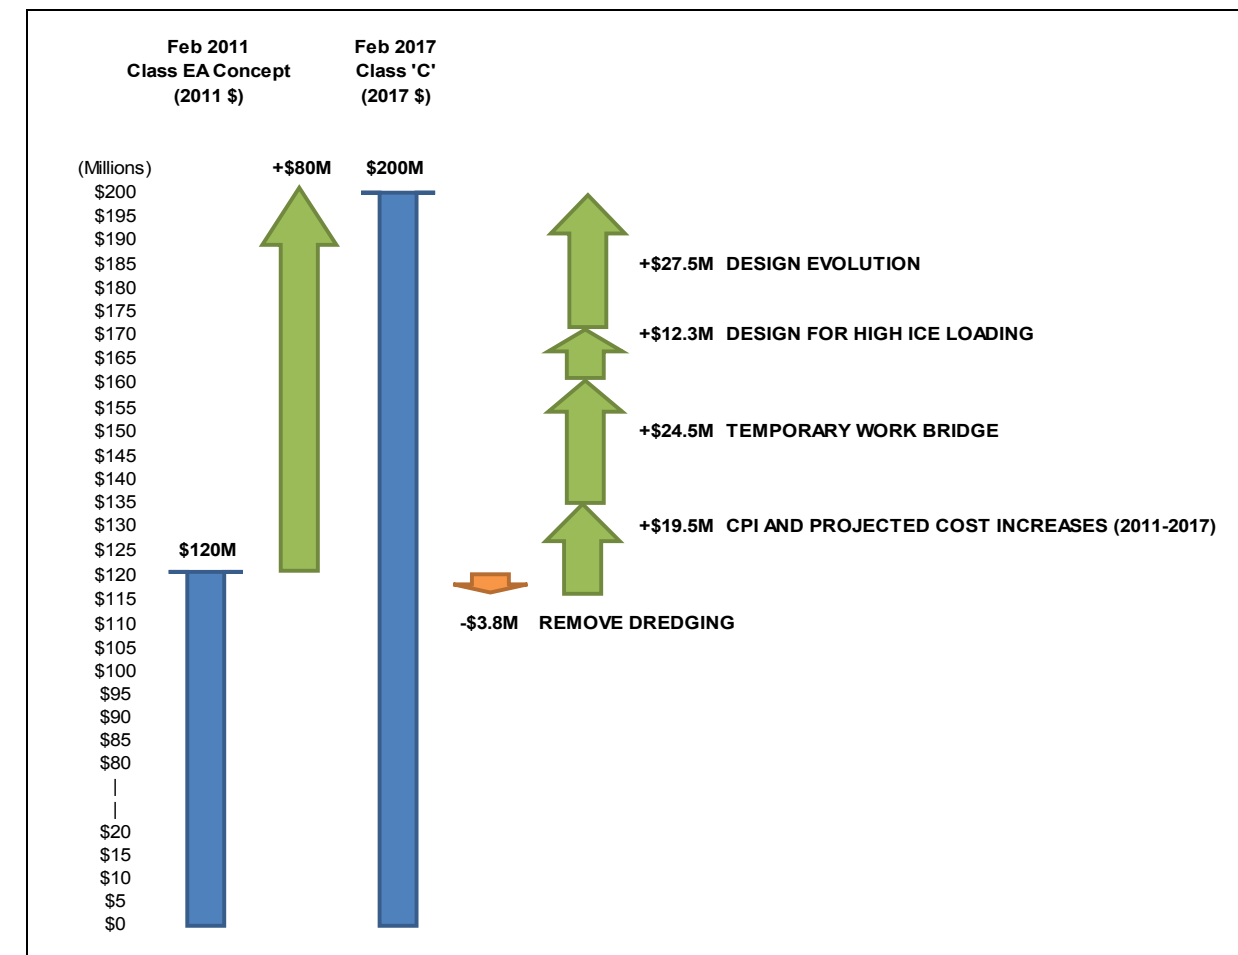 Feb 2011
Class EA Concept
(2011 $)
Feb 2017
Class 'C'
(2017 $)
(Millions)
+$80M
$200M
$200
$195
$190
$185
+$27.5M DESIGN EVOLUTION
$180
$175
$170
+$12.3M DESIGN FOR HIGH ICE LOADING
$165
$160
$155
$150
+$24.5M TEMPORARY WORK BRIDGE
$145
$140
$135
$130
+$19.5M CPI AND PROJECTED COST INCREASES (2011-2017)
$125
$120M
$120
$115
$110
-$3.8M REMOVE DREDGING
$105
$100
$95
$90
$85
$80
|
|
$20
$15
$10
$5
$0